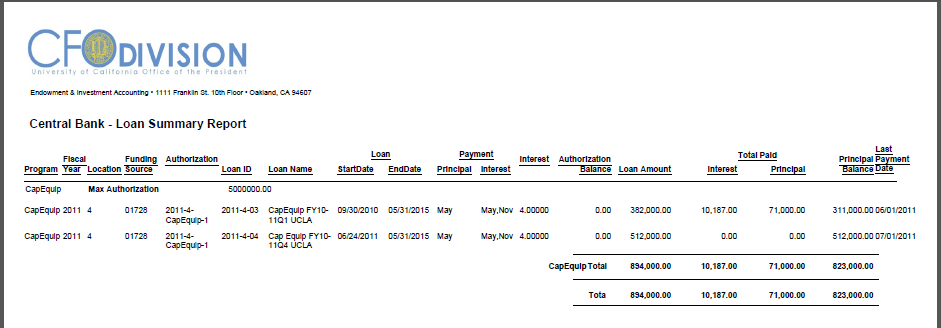 CFO DIVISION
University of California Office of the President
Endowment & Investment Accounting • 1111 Franklin St. 10th Floor • Oakland, CA 94607
Central Bank - Loan Summary Report
Last
Loan Payment Total Paid
Fiscal Funding Authorization Interest Authorization Principal Payment
Program Year Location Source Loan ID Loan Name StartDate EndDate Principal Interest Balance Loan Amount Interest Principal Balance Date
CapEquip Max Authorization 5000000.00
CapEquip 2011 4 01728 2011-4- 2011-4-03 CapEquip FY10- 09/30/2010 05/31/2015 May May,Nov 4.00000 0.00 382,000.00 10,187.00 71,000.00 311,000.00 06/01/2011
CapEquip-1 11Q1 UCLA
CapEquip 2011 4 01728 2011-4- 2011-4-04 Cap Equip FY10- 06/24/2011 05/31/2015 May May,Nov 4.00000 0.00 512,000.00 0.00 0.00 512,000.00 07/01/2011
CapEquip-1 11Q4 UCLA
CapEquip Total 894,000.00 10,187.00 71,000.00 823,000.00
Tota 894,000.00 10,187.00 71,000.00 823,000.00